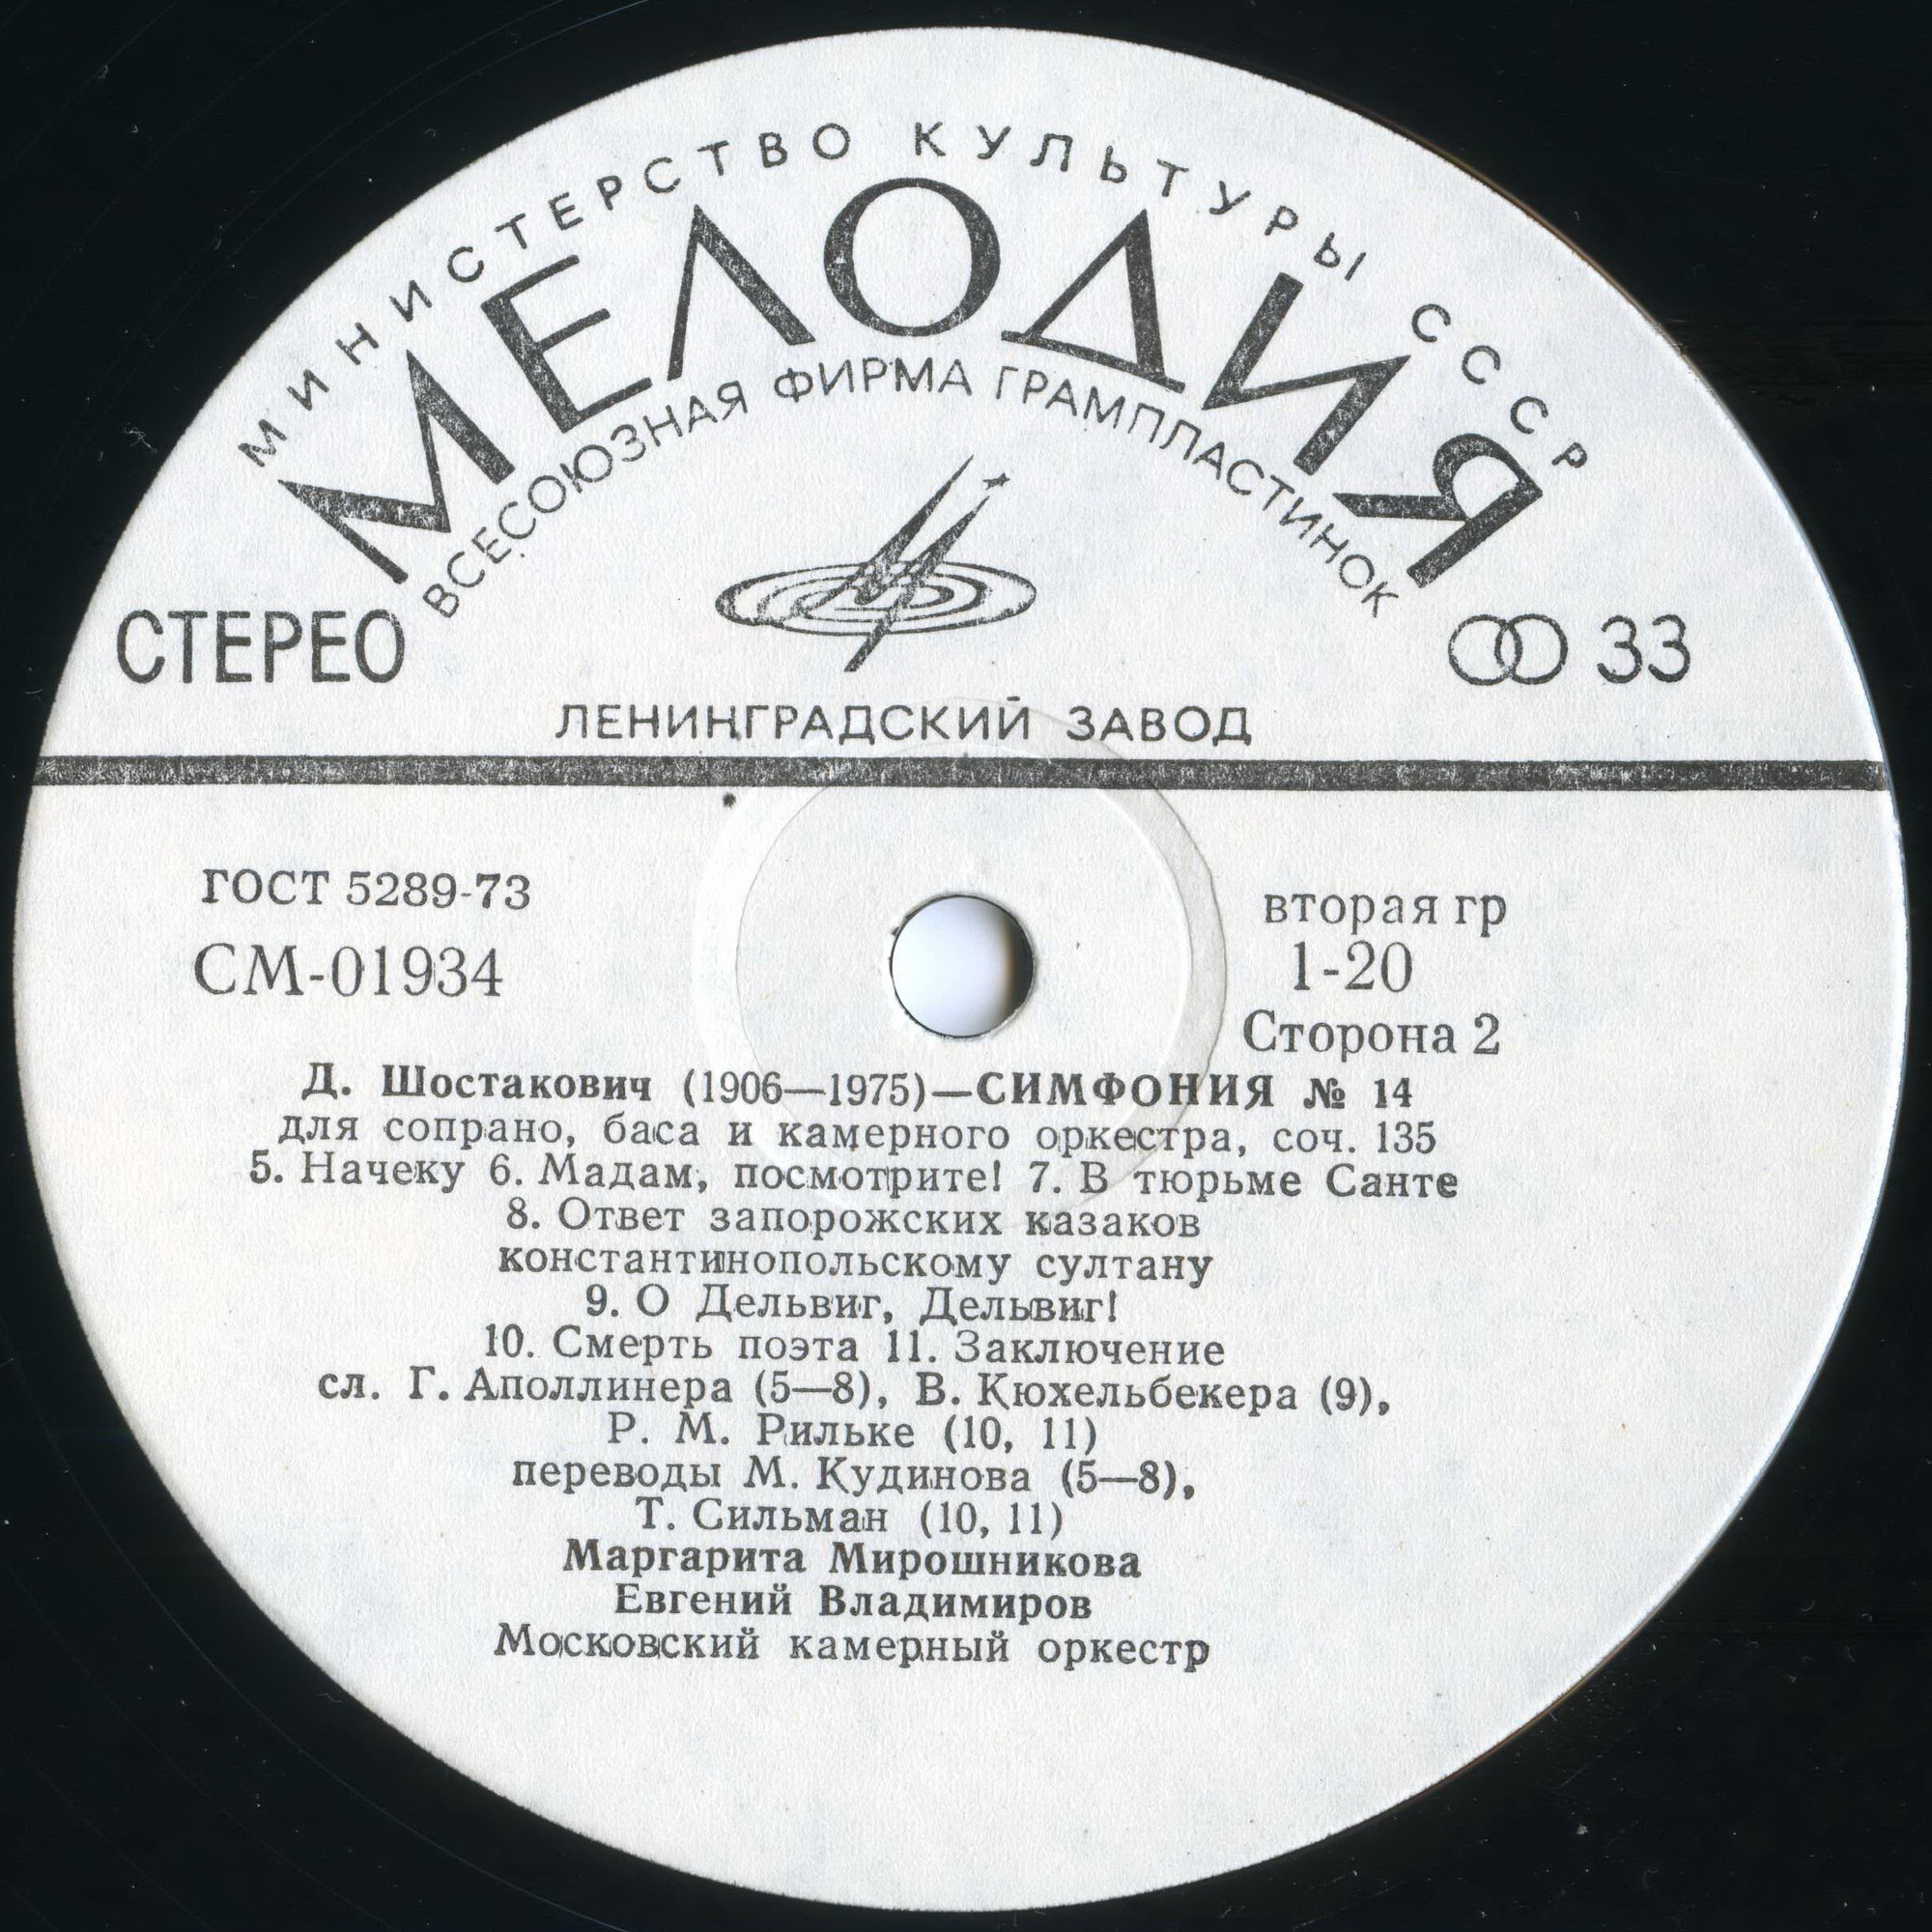 МИНИСТЕРСТВО КУЛЬТУРЫ СССР
МЕЛОДИЯ
ВСЕСОЮЗНАЯ ФИРМА ГРАМПЛАСТИНОК
СТЕРЕО
33
ЛЕНИНГРАДСКИЙ ЗАВОД
ГОСТ 5289-73
вторая гр
СМ-01934
1-20
Сторона 2
Д. Шостакович (1906—1975)—СИМФОНИЯ № 14
для сопрано, баса и камерного оркестра, соч. 135
5. Начеку 6. Мадам, посмотрите! 7. В тюрьме Санте
8. Ответ запорожских казаков
константинопольскому султану
9. О Дельвиг, Дельвиг!
10. Смерть поэта 11. Заключение
сл. Г. Аполлинера (5—8), В. Кюхельбекера (9),
Р. М. Рильке (10, 11)
переводы М. Кудинова (5—8),
Т. Сильман (10, 11)
Маргарита Мирошникова
Евгений Владимиров
Московский камерный оркестр